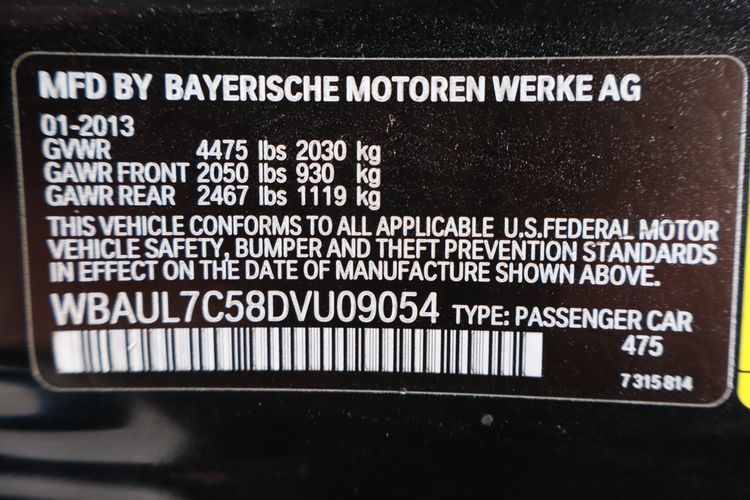 MFD BY BAYERISCHE MOTOREN WERKE AG
01-2013
GVWR 4475 lbs 2030 kg
GAWR FRONT 2050 lbs 930 kg
GAWR REAR 2467 lbs 1119 kg
THIS VEHICLE CONFORMS TO ALL APPLICABLE U.S.FEDERAL MOTOR
VEHICLE SAFETY, BUMPER AND THEFT PREVENTION STANDARDS
IN EFFECT ON THE DATE OF MANUFACTURE SHOWN ABOVE.
WBAUL7C58DVU09054 TYPE: PASSENGER CAR
475
7315814